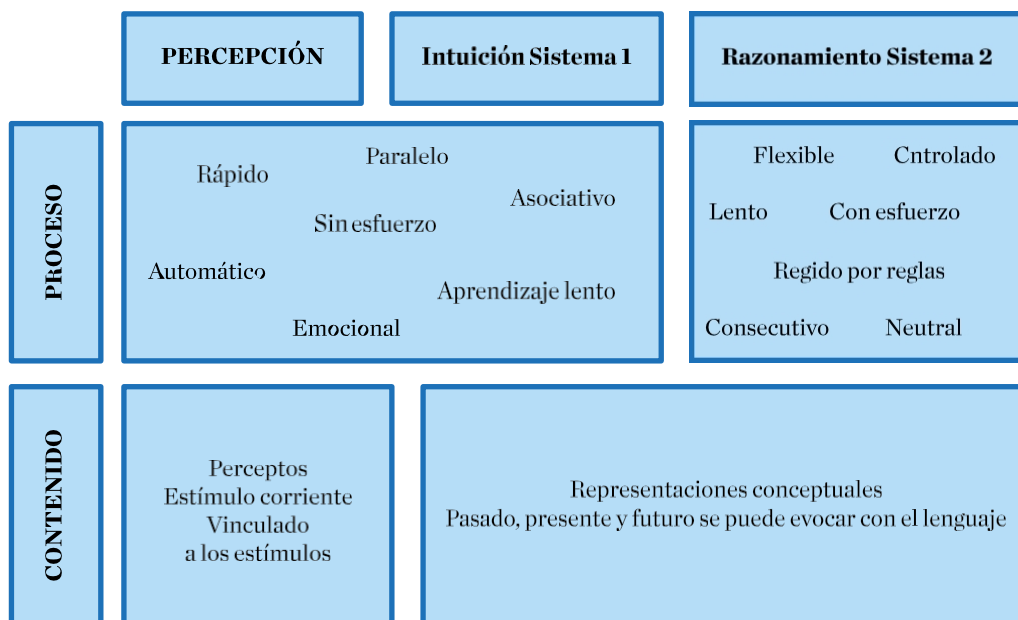 PERCEPCIÓN
Intuición Sistema 1
Razonamiento Sistema 2
PROCESO
Rápido
Paralelo
Asociativo
Sin esfuerzo
Automático
Aprendizaje lento
Emocional
Flexible
Cntrolado
Lento
Con esfuerzo
Regido por reglas
Consecutivo
Neutral
CONTENIDO
Perceptos
Estímulo corriente
Vinculado
a los estímulos
Representaciones conceptuales
Pasado, presente y futuro se puede evocar con el lenguaje